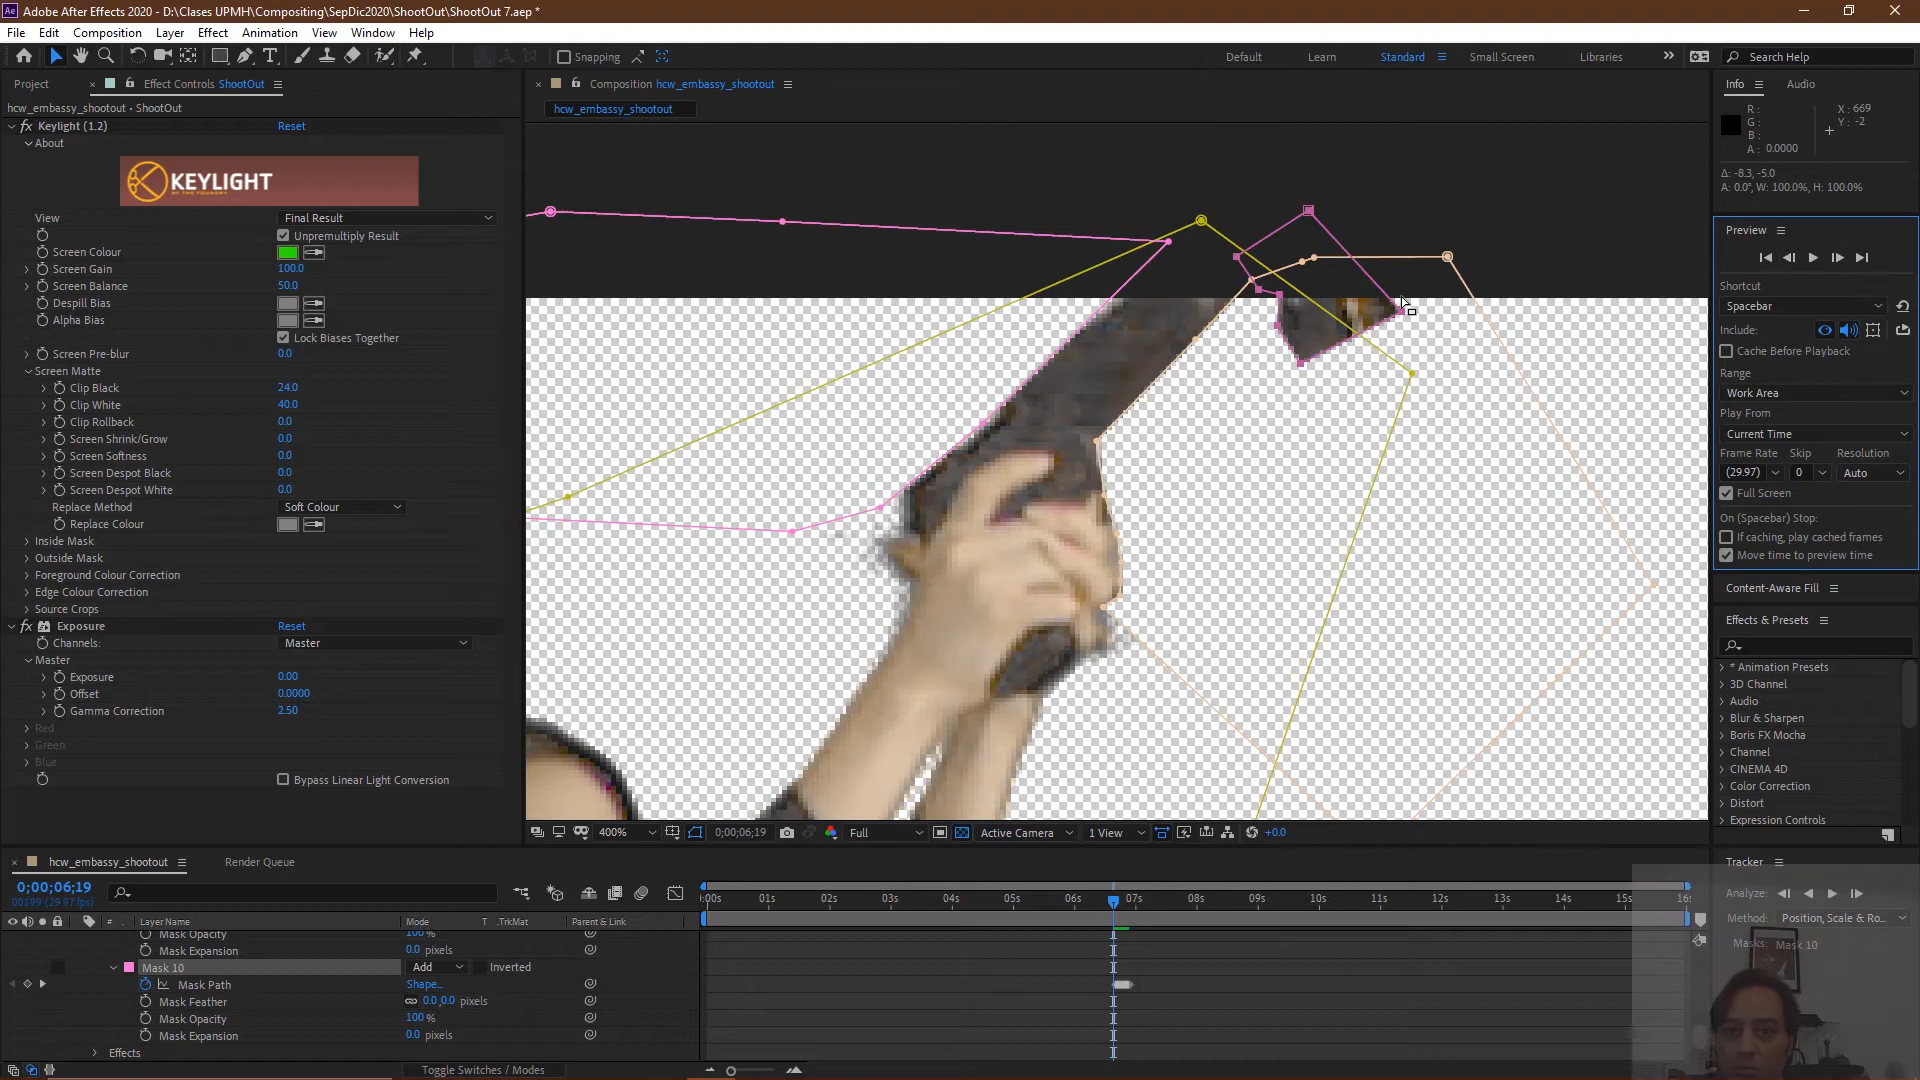 Adobe After Effects 2020 - D:\Clases UPMH\Compositing\SepDic2020\ShootOut\ShootOut 7.aep *
File Edit Composition Layer Effect Animation View Window Help
Snapping
Default Learn Standard Small Screen Libraries Search Help
Project Effect Controls ShootOut
Composition hcw_embassy_shootout
hcw_embassy_shootout • ShootOut
hcw_embassy_shootout
fx Keylight (1.2) Reset
About
KEYLIGHT
View Final Result
Unpremultiply Result
Screen Colour
Screen Gain 100.0
Screen Balance 50.0
Despill Bias
Alpha Bias
Lock Biases Together
Screen Pre-blur 0.0
Screen Matte
Clip Black 24.0
Clip White 40.0
Clip Rollback 0.0
Screen Shrink/Grow 0.0
Screen Softness 0.0
Screen Despot Black 0.0
Screen Despot White 0.0
Replace Method Soft Colour
Replace Colour
Inside Mask
Outside Mask
Foreground Colour Correction
Edge Colour Correction
Source Crops
fx Exposure Reset
Channels: Master
Master
Exposure 0.00
Offset 0.0000
Gamma Correction 2.50
Red
Green
Blue
Bypass Linear Light Conversion
400% 0;00;06;19 Full Active Camera 1 View +0.0
Info Audio
R :
G :
B :
A : 0.0000
X : 669
Y : -2
Δ: -8.3, -5.0
A: 0.0°, W: 100.0%, H: 100.0%
Preview
Shortcut
Spacebar
Include:
Cache Before Playback
Range
Work Area
Play From
Current Time
Frame Rate Skip Resolution
(29.97) 0 Auto
Full Screen
On (Spacebar) Stop:
If caching, play cached frames
Move time to preview time
Content-Aware Fill
Effects & Presets
* Animation Presets
3D Channel
Audio
Blur & Sharpen
Boris FX Mocha
Channel
CINEMA 4D
Color Correction
Distort
Expression Controls
Tracker
Analyze:
Method: Position, Scale & Ro...
Masks: Mask 10
hcw_embassy_shootout Render Queue
0;00;06;19
00199 (29.97 fps)
# Layer Name Mode T .TrkMat Parent & Link
:00s 01s 02s 03s 04s 05s 06s 07s 08s 09s 10s 11s 12s 13s 14s 15s 16s
Mask Opacity 100 %
Mask Expansion 0.0 pixels
Mask 10 Add Inverted
Mask Path Shape...
Mask Feather 0.0,0.0 pixels
Mask Opacity 100 %
Mask Expansion 0.0 pixels
Effects
Toggle Switches / Modes